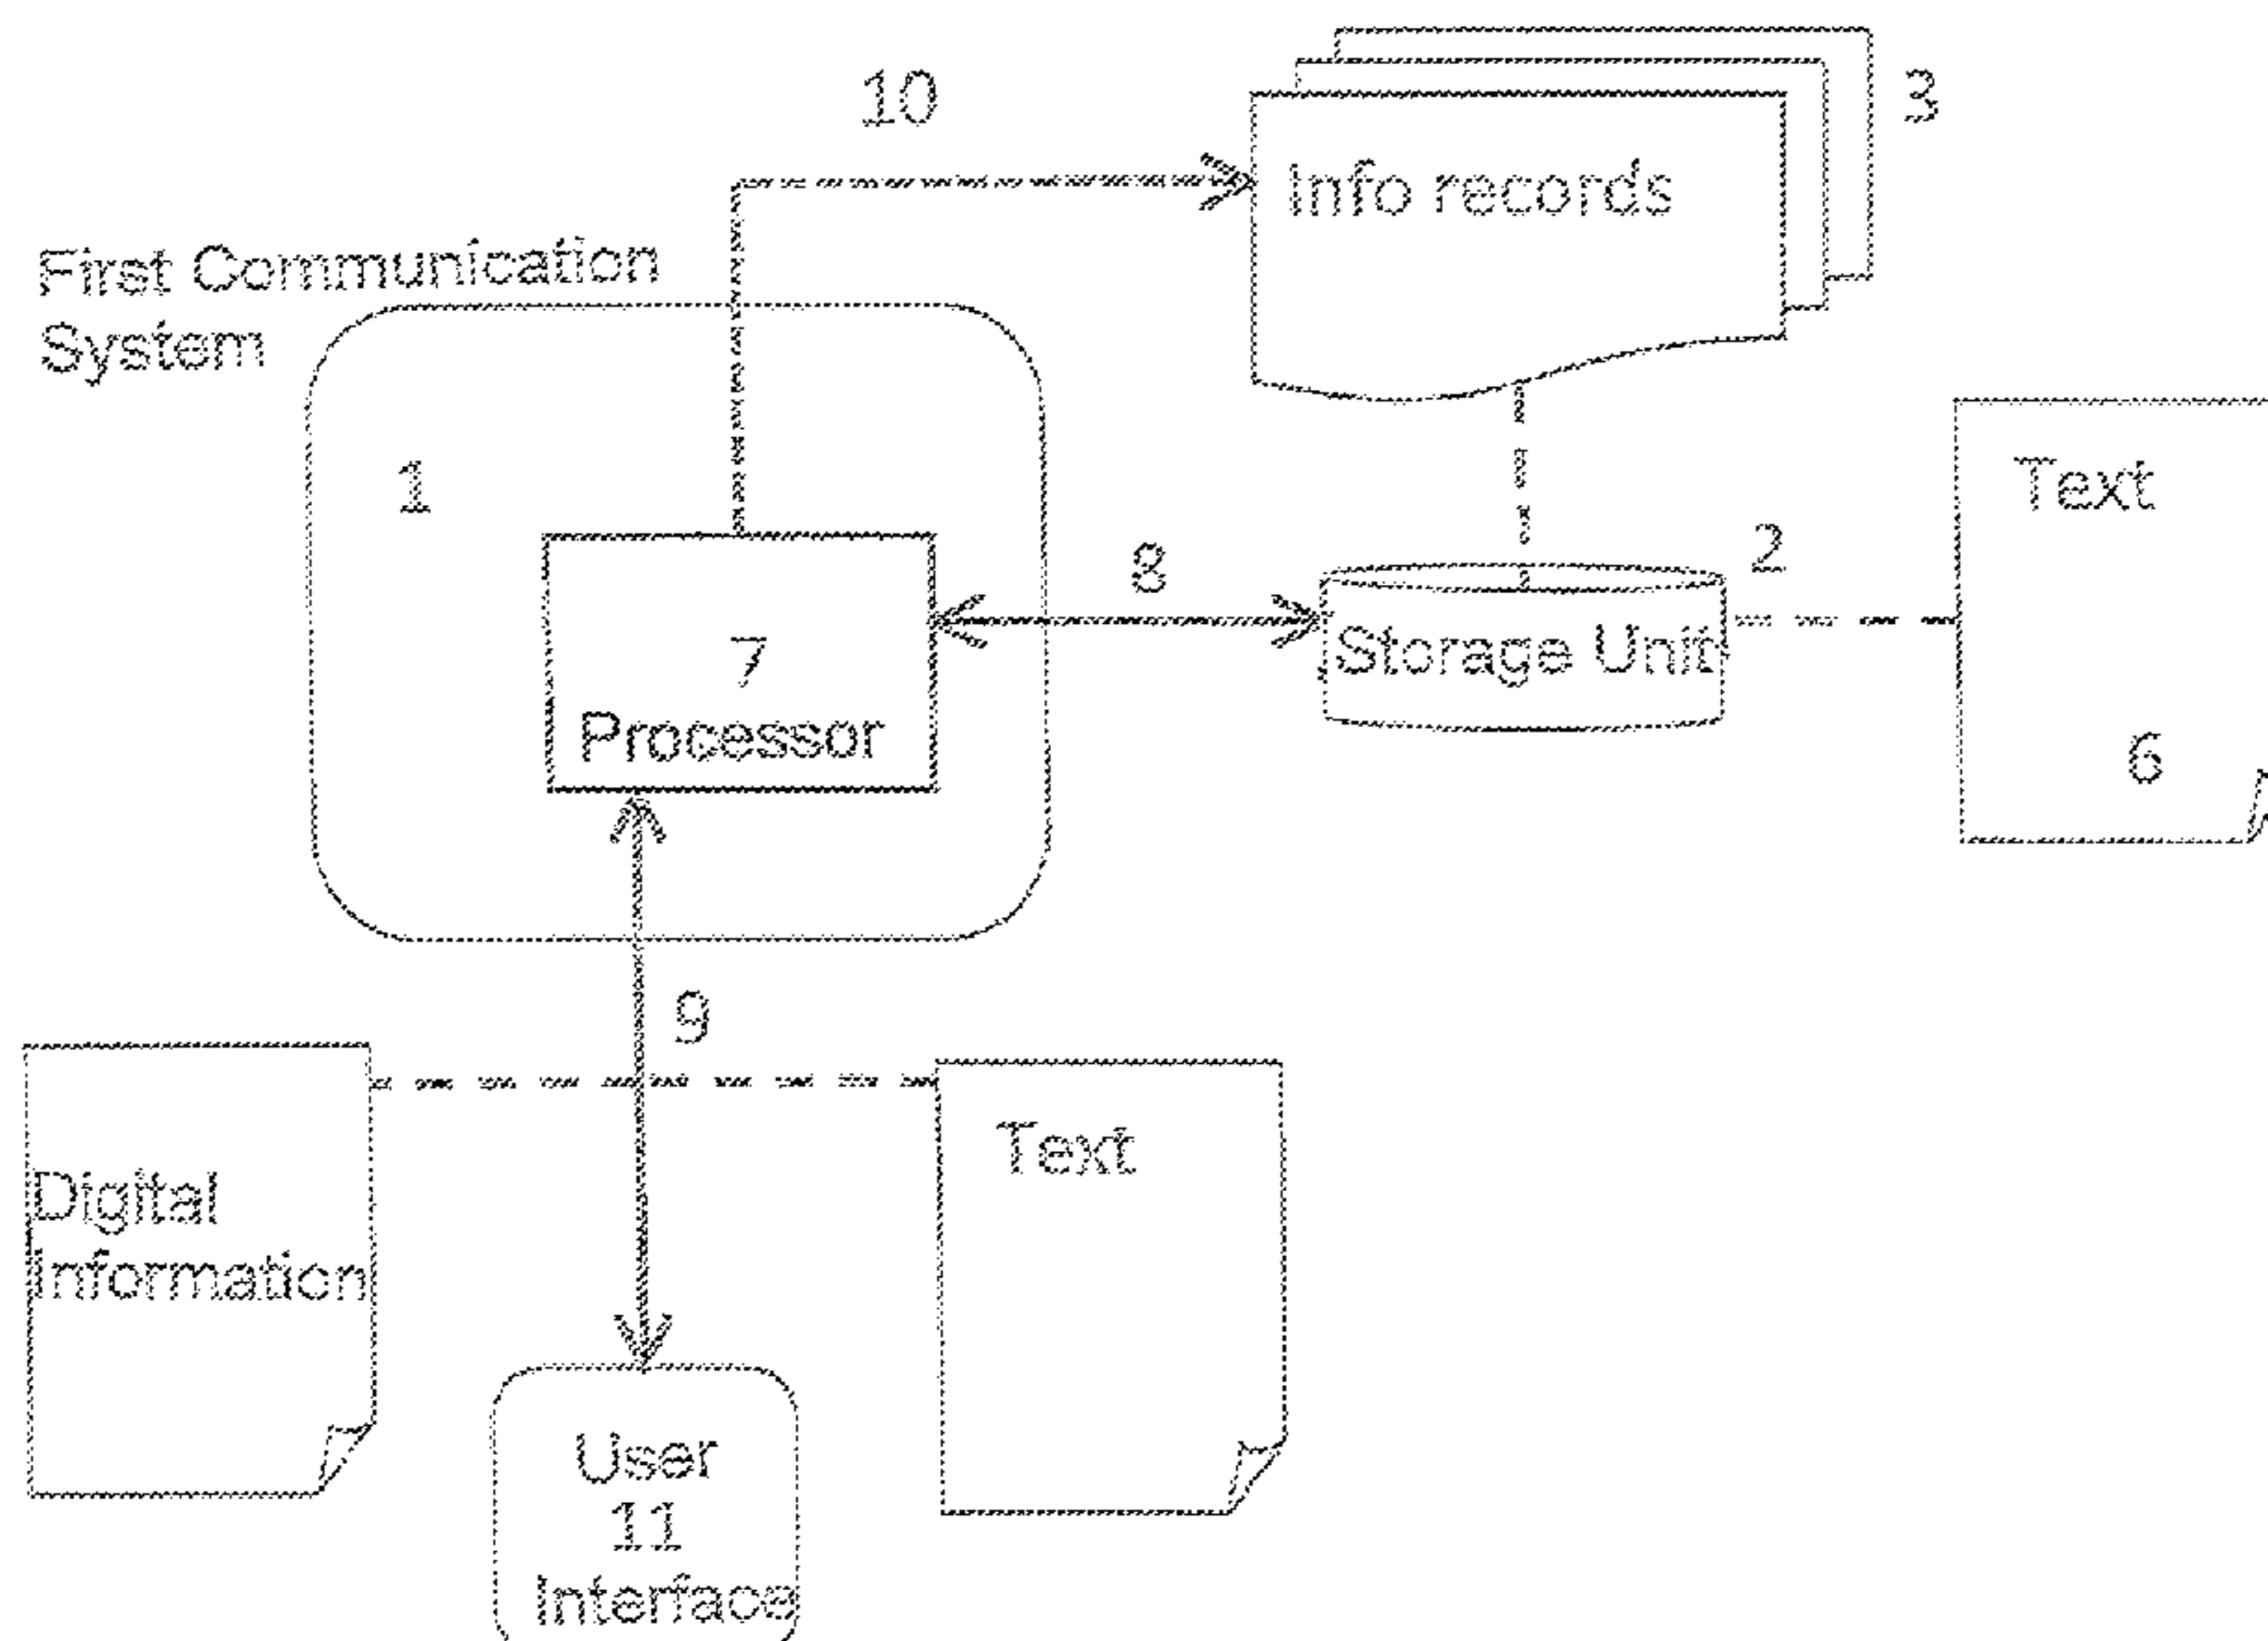 10
3
Info records
First Communication
System
1
Text
2
8
Storage Unit
7
Processor
6
9
Text
Digital
Information
User
11
Interface